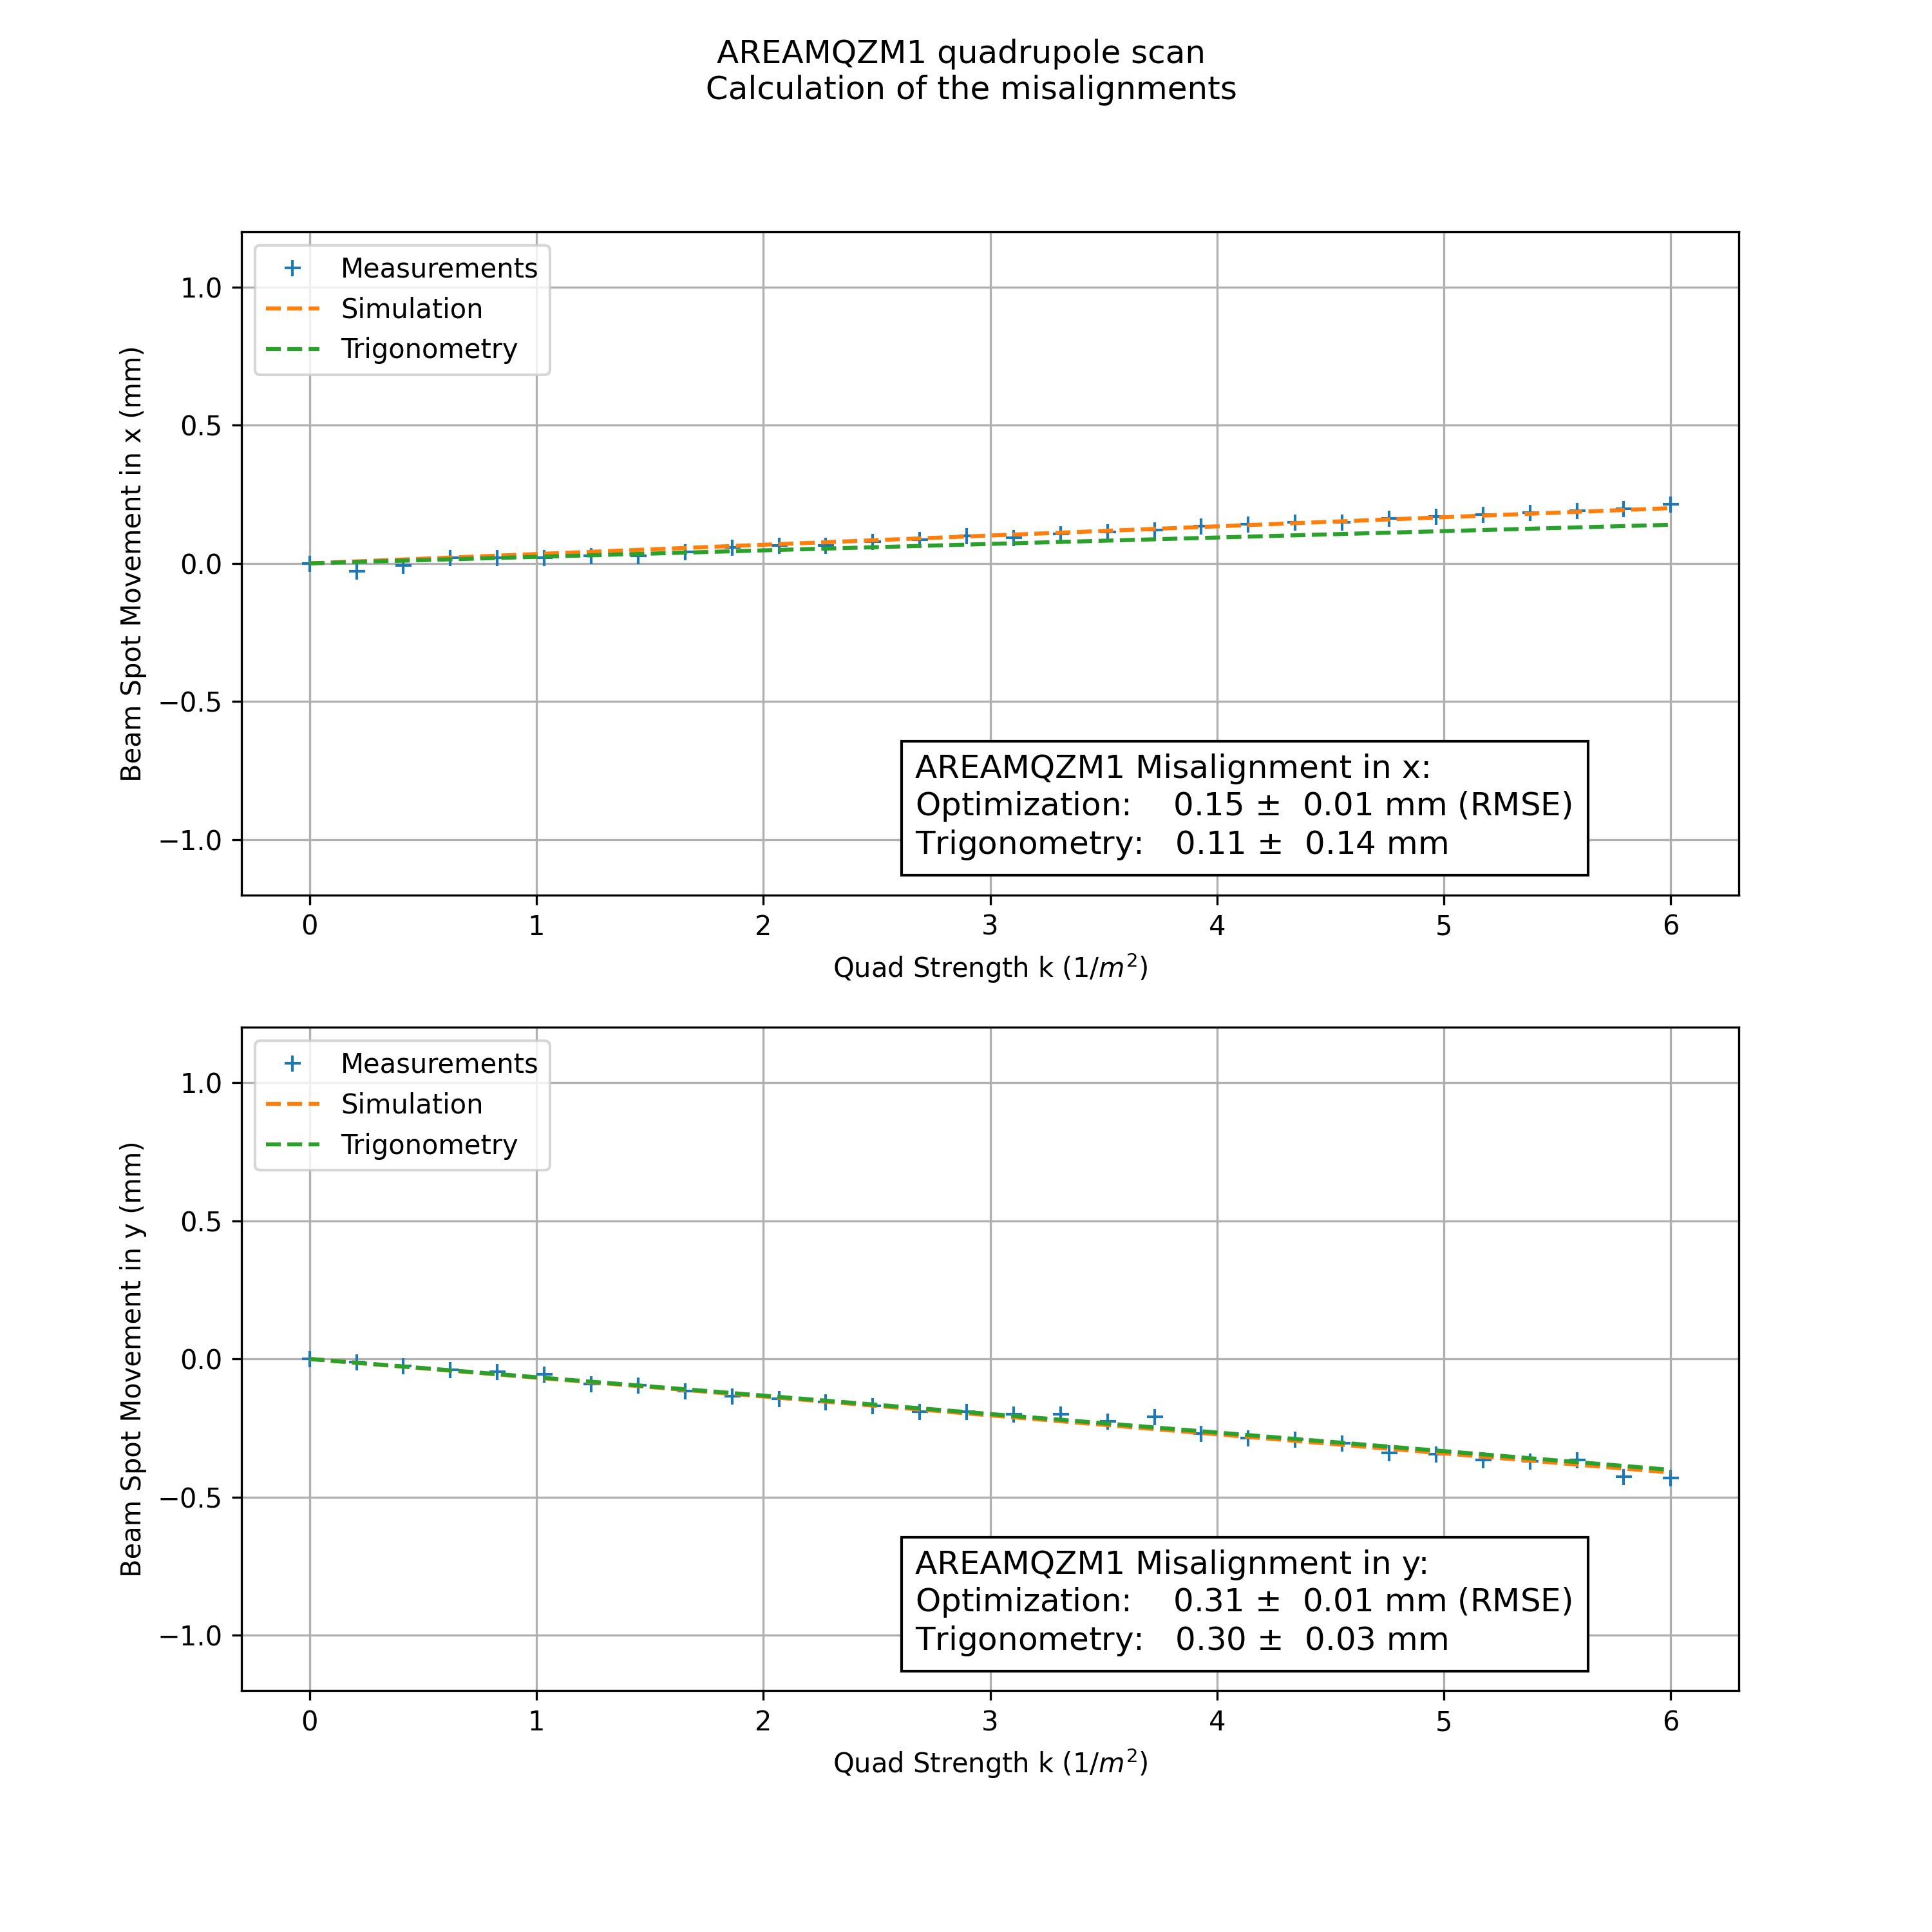 AREAMQZM1 quadrupole scan
Calculation of the misalignments
Measurements
Simulation
Trigonometry
Beam Spot Movement in x (mm)
1.0
0.5
0.0
−0.5
−1.0
AREAMQZM1 Misalignment in x:
Optimization: 0.15 ± 0.01 mm (RMSE)
Trigonometry: 0.11 ± 0.14 mm
0 1 2 3 4 5 6
Quad Strength k (1/m²)
Measurements
Simulation
Trigonometry
Beam Spot Movement in y (mm)
1.0
0.5
0.0
−0.5
−1.0
AREAMQZM1 Misalignment in y:
Optimization: 0.31 ± 0.01 mm (RMSE)
Trigonometry: 0.30 ± 0.03 mm
0 1 2 3 4 5 6
Quad Strength k (1/m²)